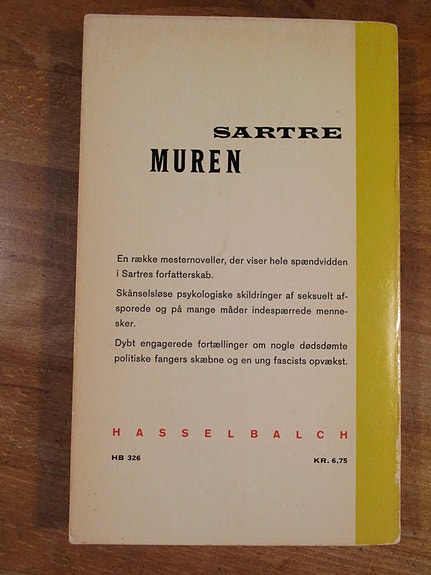 SARTRE
MUREN
En række mesternoveller, der viser hele spændvidden
i Sartres forfatterskab.
Skånselsløse psykologiske skildringer af seksuelt af-
sporede og på mange måder indespærrede menne-
sker.
Dybt engagerede fortællinger om nogle dødsdømte
politiske fangers skæbne og en ung fascists opvækst.
HASSELBALCH
HB 326 KR. 6,75